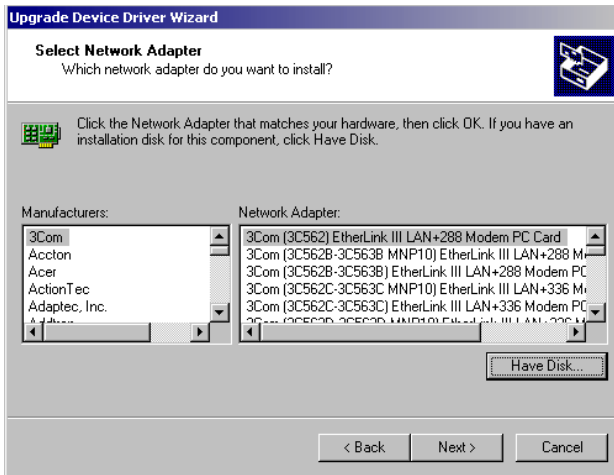 Upgrade Device Driver Wizard
Select Network Adapter
Which network adapter do you want to install?
Click the Network Adapter that matches your hardware, then click OK. If you have an
installation disk for this component, click Have Disk.
Manufacturers:
3Com
Accton
Acer
ActionTec
Adaptec, Inc.
Network Adapter:
3Com (3C562) EtherLink III LAN+288 Modem PC Card
3Com (3C562B-3C563B MNP10) EtherLink III LAN+288
3Com (3C562B-3C563B) EtherLink III LAN+288 Modem PC
3Com (3C562C-3C563C MNP10) EtherLink III LAN+336
3Com (3C562C-3C563C) EtherLink III LAN+336 Modem PC
Have Disk...
< Back
Next >
Cancel